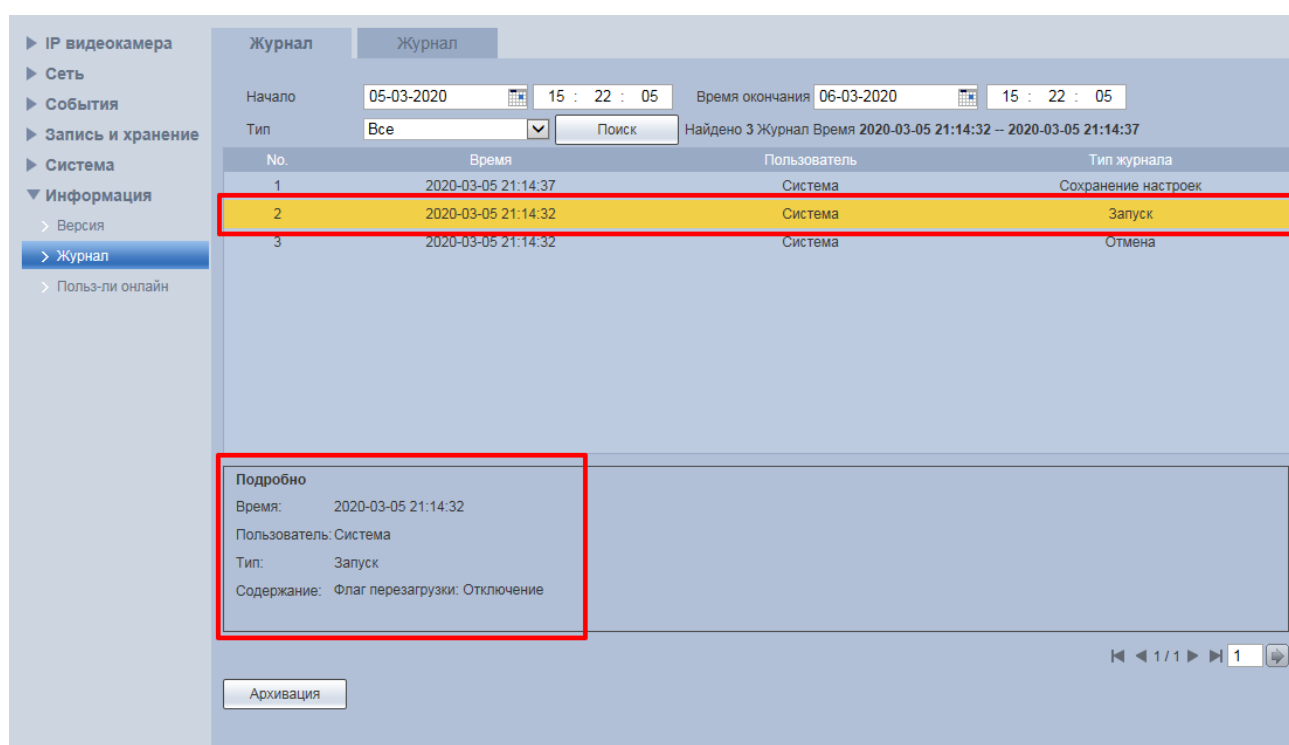 IP видеокамера
Сеть
События
Запись и хранение
Система
Информация
Версия
Журнал
Польз-ли онлайн
Журнал Журнал
Начало 05-03-2020 15 : 22 : 05 Время окончания 06-03-2020 15 : 22 : 05
Тип Все Поиск Найдено 3 Журнал Время 2020-03-05 21:14:32 -- 2020-03-05 21:14:37
No. Время Пользователь Тип журнала
1 2020-03-05 21:14:37 Система Сохранение настроек
2 2020-03-05 21:14:32 Система Запуск
3 2020-03-05 21:14:32 Система Отмена
Подробно
Время: 2020-03-05 21:14:32
Пользователь: Система
Тип: Запуск
Содержание: Флаг перезагрузки: Отключение
1 / 1 1
Архивация